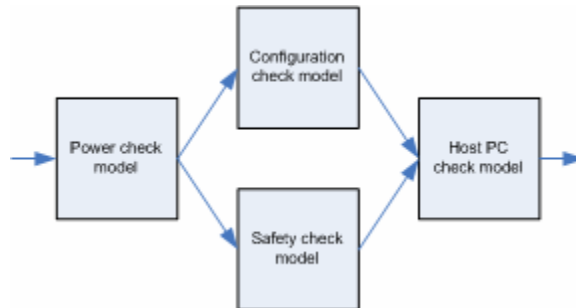 Configuration
check model
Power check
model
Host PC
check model
Safety check
model